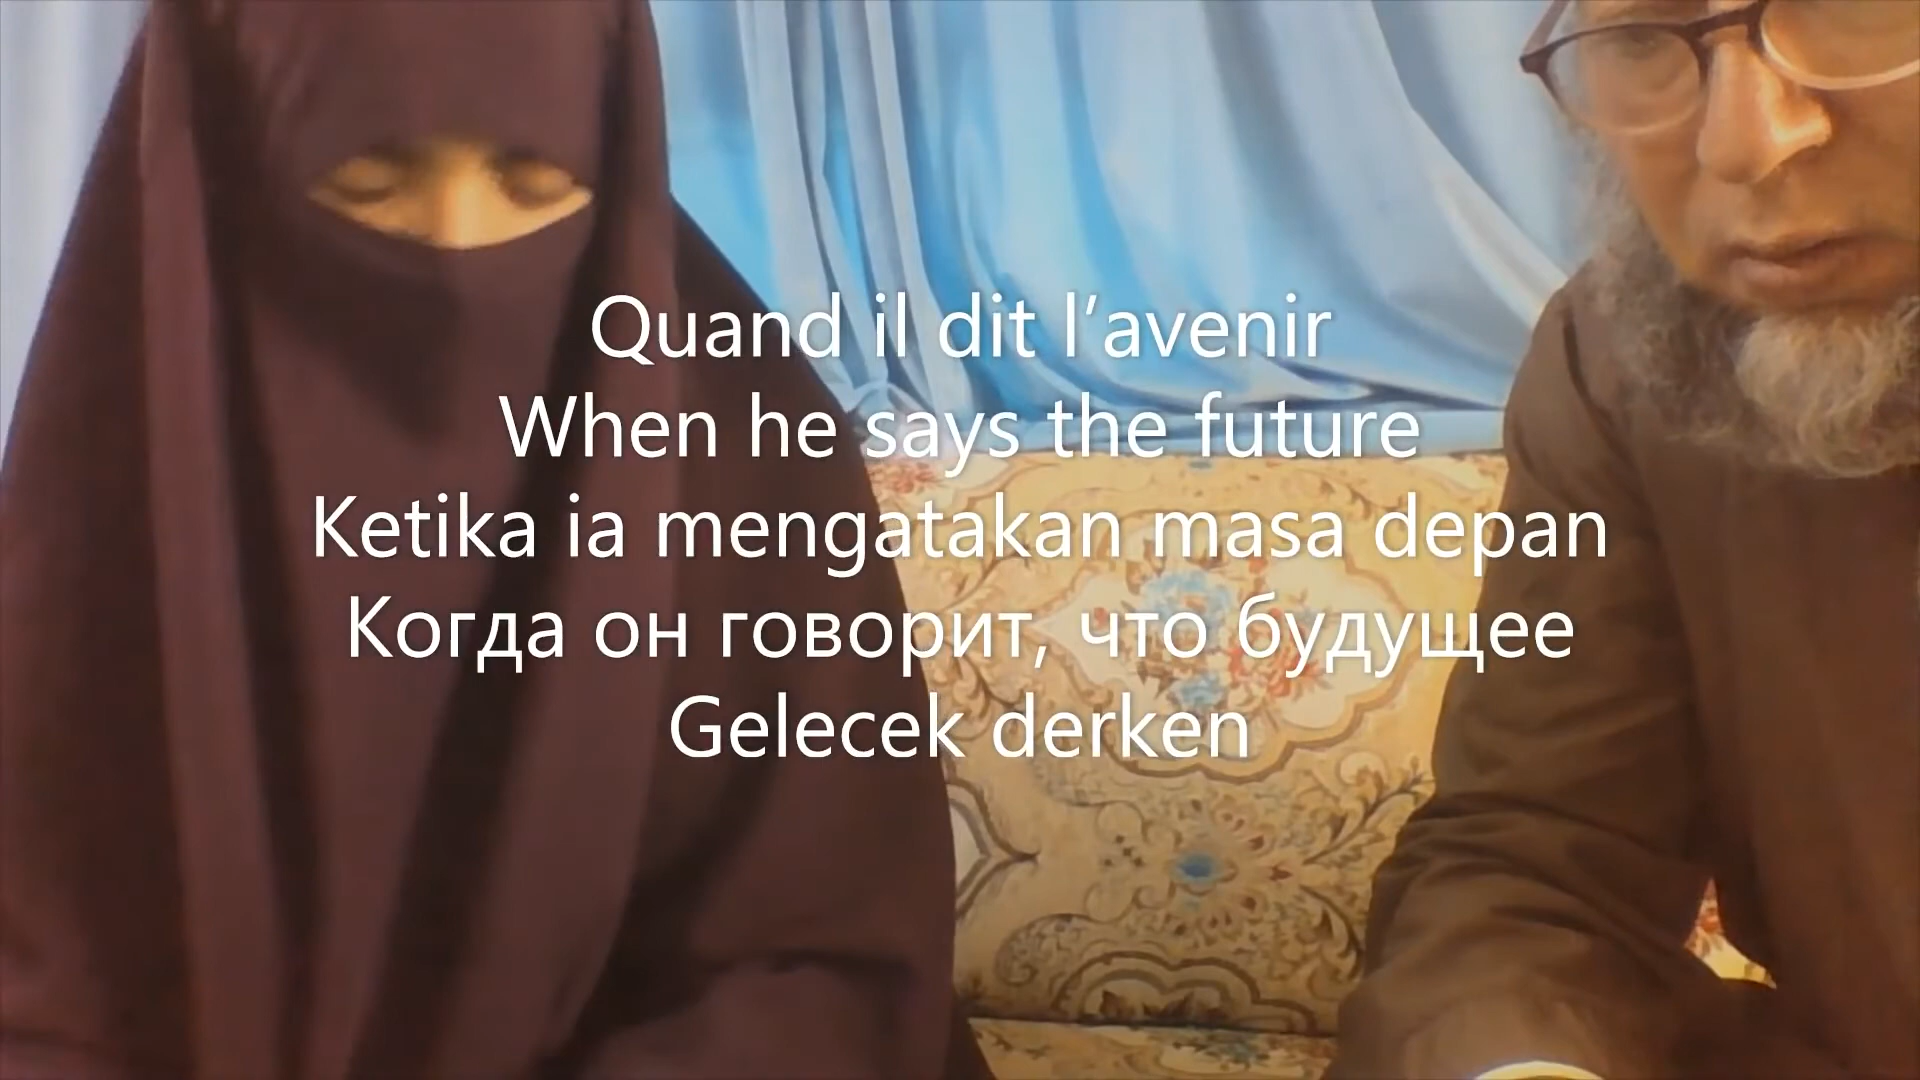 Quand il dit l’avenir
When he says the future
Ketika ia mengatakan masa depan
Когда он говорит, что будущее
Gelecek derken